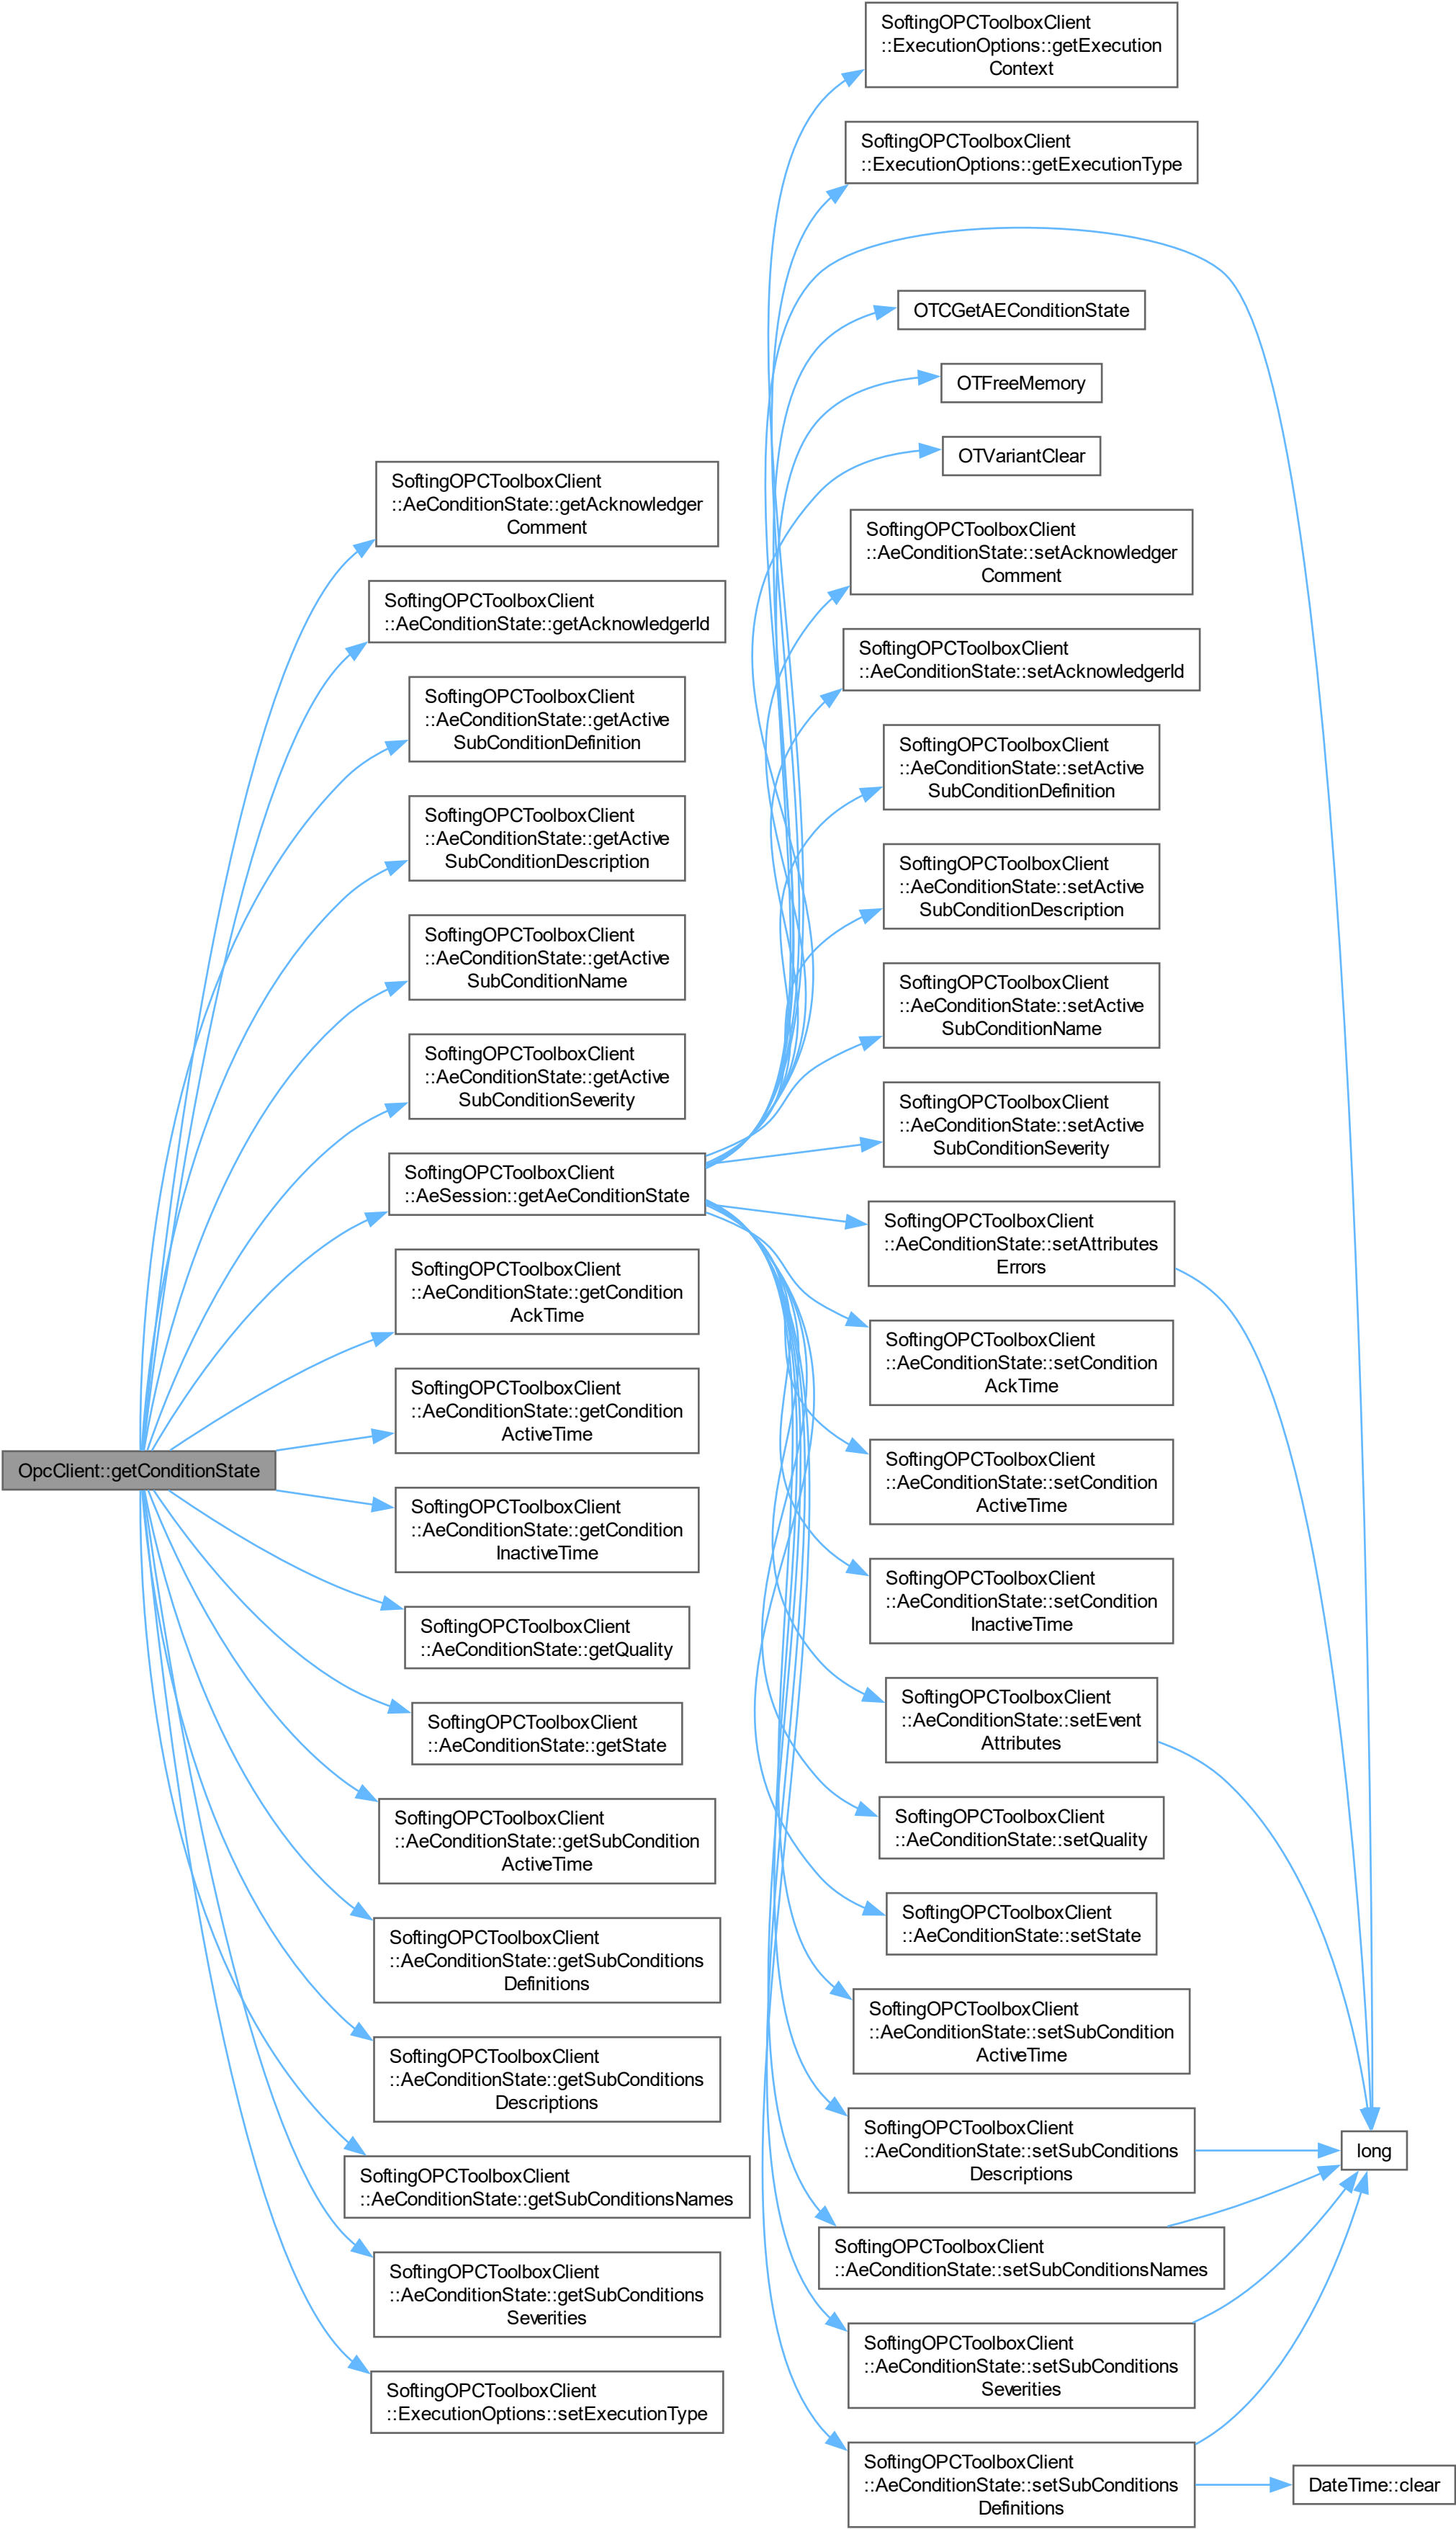 OpcClient::getConditionState
SoftingOPCToolboxClient
::AeConditionState::getAcknowledger
Comment
SoftingOPCToolboxClient
::AeConditionState::getAcknowledgerId
SoftingOPCToolboxClient
::AeConditionState::getActive
SubConditionDefinition
SoftingOPCToolboxClient
::AeConditionState::getActive
SubConditionDescription
SoftingOPCToolboxClient
::AeConditionState::getActive
SubConditionName
SoftingOPCToolboxClient
::AeConditionState::getActive
SubConditionSeverity
SoftingOPCToolboxClient
::AeSession::getAeConditionState
SoftingOPCToolboxClient
::AeConditionState::getCondition
AckTime
SoftingOPCToolboxClient
::AeConditionState::getCondition
ActiveTime
SoftingOPCToolboxClient
::AeConditionState::getCondition
InactiveTime
SoftingOPCToolboxClient
::AeConditionState::getQuality
SoftingOPCToolboxClient
::AeConditionState::getState
SoftingOPCToolboxClient
::AeConditionState::getSubCondition
ActiveTime
SoftingOPCToolboxClient
::AeConditionState::getSubConditions
Definitions
SoftingOPCToolboxClient
::AeConditionState::getSubConditions
Descriptions
SoftingOPCToolboxClient
::AeConditionState::getSubConditionsNames
SoftingOPCToolboxClient
::AeConditionState::getSubConditions
Severities
SoftingOPCToolboxClient
::ExecutionOptions::setExecutionType
SoftingOPCToolboxClient
::ExecutionOptions::getExecution
Context
SoftingOPCToolboxClient
::ExecutionOptions::getExecutionType
OTCGetAEConditionState
OTFreeMemory
OTVariantClear
SoftingOPCToolboxClient
::AeConditionState::setAcknowledger
Comment
SoftingOPCToolboxClient
::AeConditionState::setAcknowledgerId
SoftingOPCToolboxClient
::AeConditionState::setActive
SubConditionDefinition
SoftingOPCToolboxClient
::AeConditionState::setActive
SubConditionDescription
SoftingOPCToolboxClient
::AeConditionState::setActive
SubConditionName
SoftingOPCToolboxClient
::AeConditionState::setActive
SubConditionSeverity
SoftingOPCToolboxClient
::AeConditionState::setAttributes
Errors
SoftingOPCToolboxClient
::AeConditionState::setCondition
AckTime
SoftingOPCToolboxClient
::AeConditionState::setCondition
ActiveTime
SoftingOPCToolboxClient
::AeConditionState::setCondition
InactiveTime
SoftingOPCToolboxClient
::AeConditionState::setEvent
Attributes
SoftingOPCToolboxClient
::AeConditionState::setQuality
SoftingOPCToolboxClient
::AeConditionState::setState
SoftingOPCToolboxClient
::AeConditionState::setSubCondition
ActiveTime
SoftingOPCToolboxClient
::AeConditionState::setSubConditions
Descriptions
SoftingOPCToolboxClient
::AeConditionState::setSubConditionsNames
SoftingOPCToolboxClient
::AeConditionState::setSubConditions
Severities
SoftingOPCToolboxClient
::AeConditionState::setSubConditions
Definitions
long
DateTime::clear